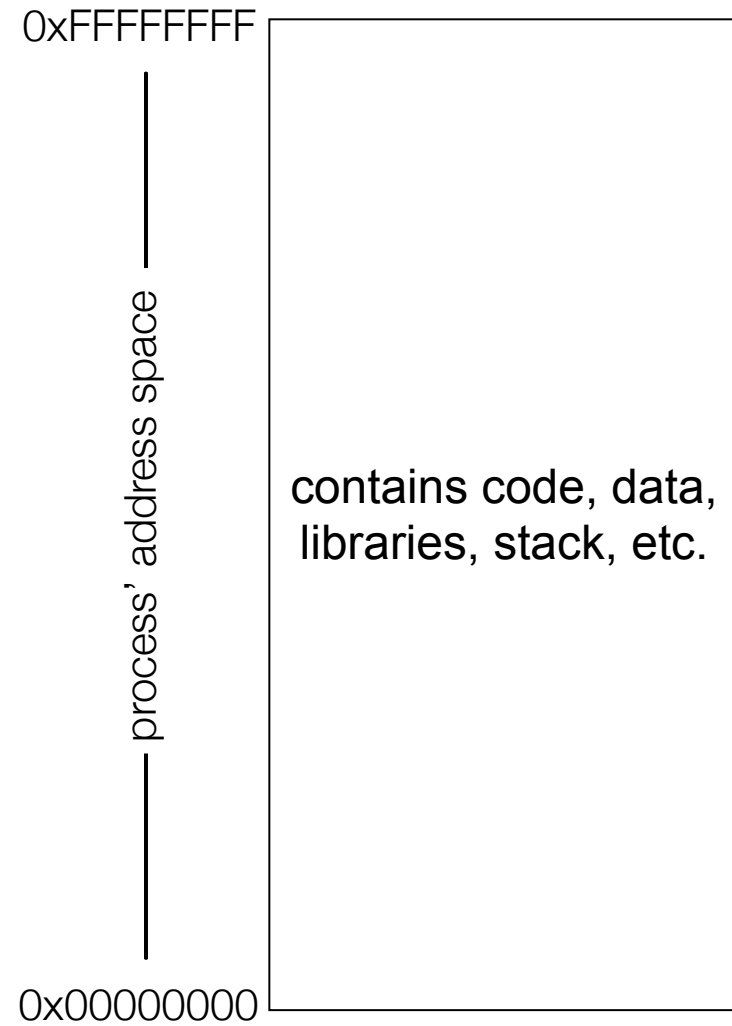 0xFFFFFFFF
process’ address space
contains code, data,
libraries, stack, etc.
0x00000000